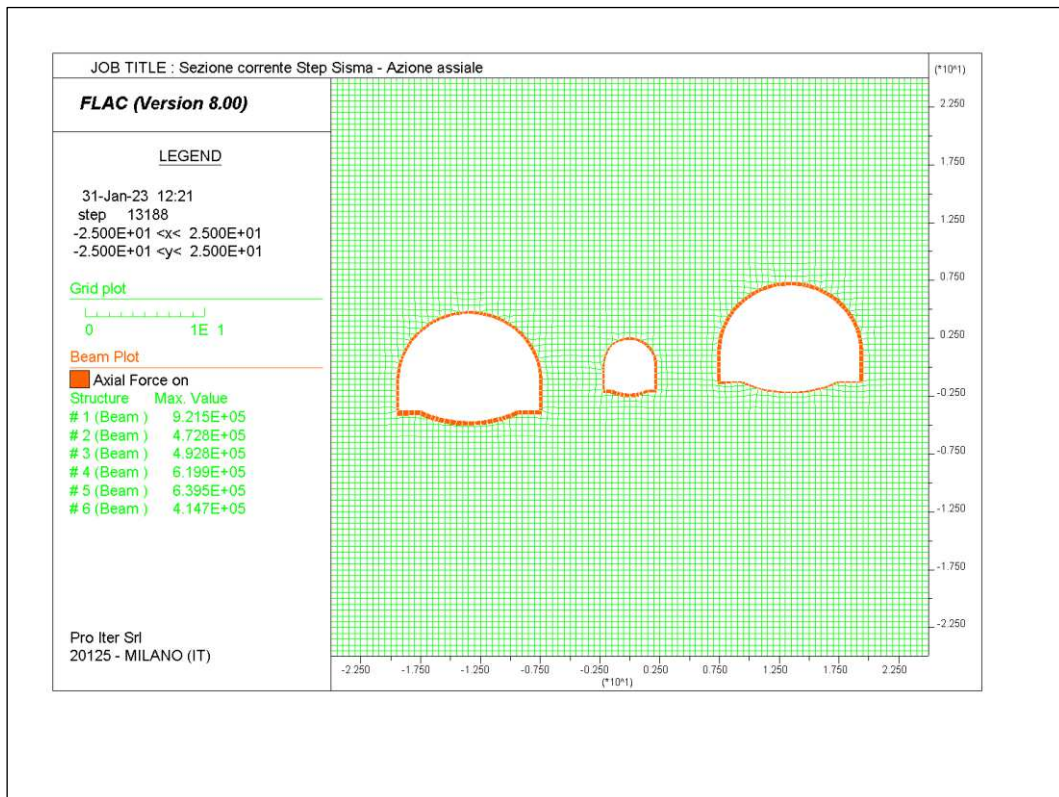 JOB TITLE : Sezione corrente Step Sisma - Azione assiale
(*10^1)
FLAC (Version 8.00)
LEGEND
31-Jan-23 12:21
step 13188
-2.500E+01 <x< 2.500E+01
-2.500E+01 <y< 2.500E+01
Grid plot
0 1E 1
Beam Plot
Axial Force on
Structure Max. Value
# 1 (Beam ) 9.215E+05
# 2 (Beam ) 4.728E+05
# 3 (Beam ) 4.928E+05
# 4 (Beam ) 6.199E+05
# 5 (Beam ) 6.395E+05
# 6 (Beam ) 4.147E+05
Pro Iter Srl
20125 - MILANO (IT)
2.250
1.750
1.250
0.750
0.250
-0.250
-0.750
-1.250
-1.750
-2.250
-2.250 -1.750 -1.250 -0.750 -0.250 0.250 0.750 1.250 1.750 2.250
(*10^1)